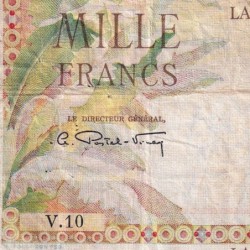 MILLE
LA
FRANCS
LE DIRECTEUR GÉNÉRAL,
V.10